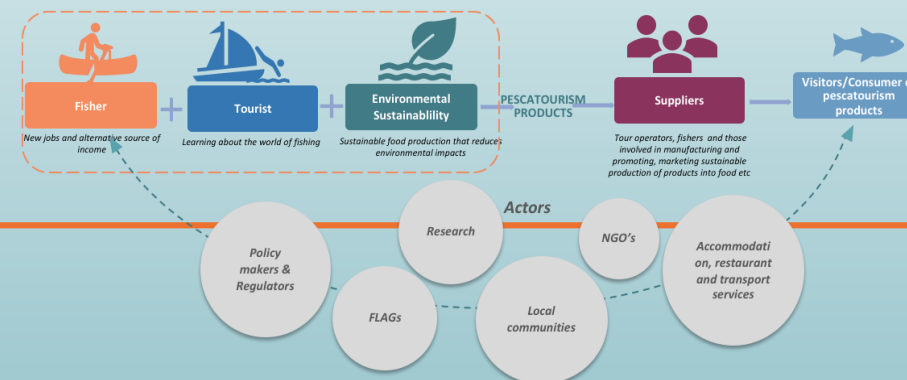 Fisher
New jobs and alternative source of
income
Tourist
Learning about the world of fishing
Environmental
Sustainablility
Sustainable food production that reduces
environmental impacts
PESCATOURISM
PRODUCTS
Suppliers
Tour operators, fishers and those
involved in manufacturing and
promoting, marketing sustainable
production of products into food etc
Visitors/Consumer
pescatourism
products
Actors
Policy
makers &
Regulators
FLAGs
Research
Local
communities
NGO's
Accommodati
on, restaurant
and transport
services